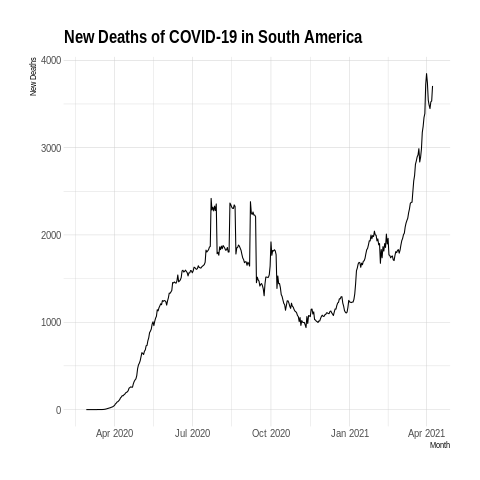 New Deaths of COVID-19 in South America
New Deaths
4000
3000
2000
1000
0
Apr 2020 Jul 2020 Oct 2020 Jan 2021 Apr 2021
Month